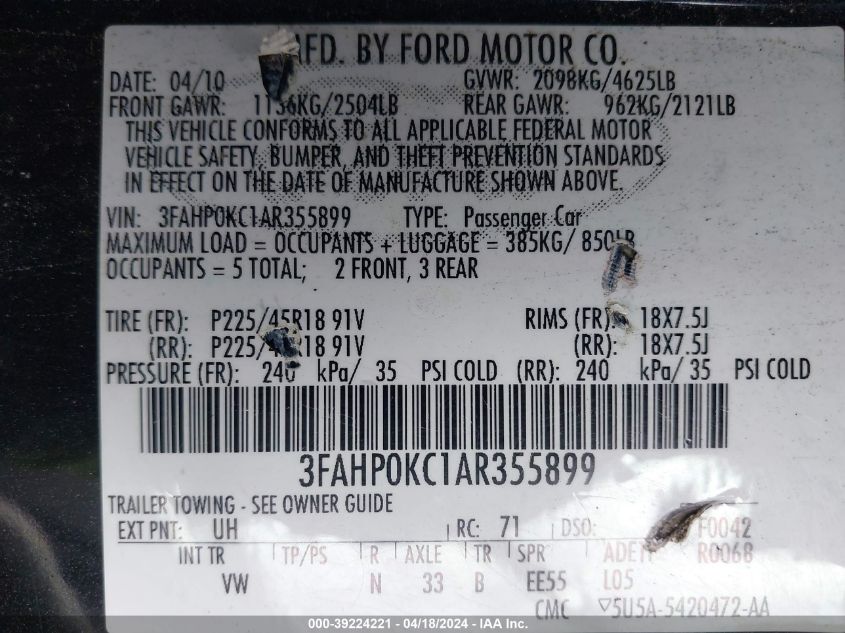 MFD. BY FORD MOTOR CO.
DATE: 04/10 GVWR: 2098KG/4625LB
FRONT GAWR: 1136KG/2504LB REAR GAWR: 962KG/2121LB
THIS VEHICLE CONFORMS TO ALL APPLICABLE FEDERAL MOTOR
VEHICLE SAFETY, BUMPER, AND THEFT PREVENTION STANDARDS
IN EFFECT ON THE DATE OF MANUFACTURE SHOWN ABOVE.
VIN: 3FAHP0KC1AR355899 TYPE: Passenger Car
MAXIMUM LOAD = OCCUPANTS + LUGGAGE = 385KG/ 850LB
OCCUPANTS = 5 TOTAL; 2 FRONT, 3 REAR
TIRE (FR): P225/45R18 91V RIMS (FR): 18X7.5J
(RR): P225/45R18 91V (RR): 18X7.5J
PRESSURE (FR): 240 kPa/ 35 PSI COLD (RR): 240 kPa/ 35 PSI COLD
3FAHP0KC1AR355899
TRAILER TOWING - SEE OWNER GUIDE
EXT PNT: UH RC: 71 DSO: F0042
INT TR TP/PS R AXLE TR SPR R0068
VW N 33 B EE55 L05
CMC ▽5U5A-5420472-AA
000-39224221 - 04/18/2024 - IAA Inc.